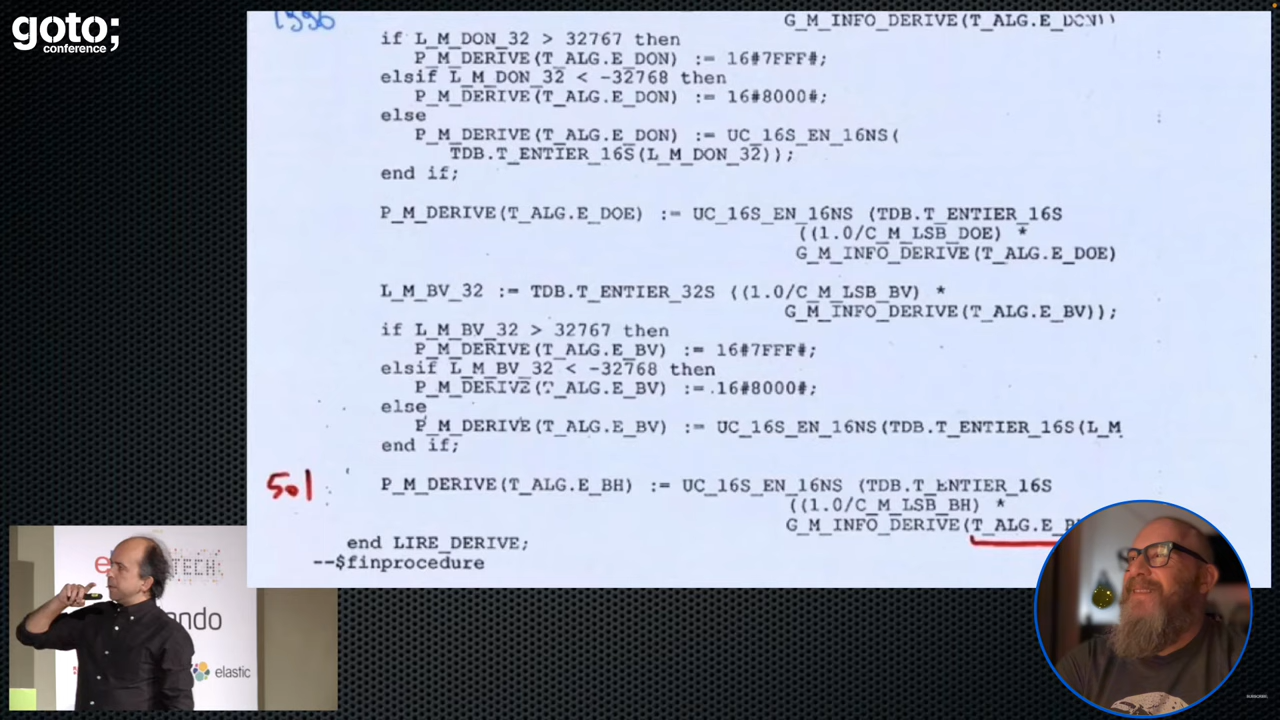 goto;
conference
1996
G_M_INFO_DERIVE(T_ALG.E_DON))
if L_M_DON_32 > 32767 then
P_M_DERIVE(T_ALG.E_DON) := 16#7FFF#;
elsif L_M_DON_32 < -32768 then
P_M_DERIVE(T_ALG.E_DON) := 16#8000#;
else
P_M_DERIVE(T_ALG.E_DON) := UC_16S_EN_16NS(
TDB.T_ENTIER_16S(L_M_DON_32));
end if;
P_M_DERIVE(T_ALG.E_DOE) := UC_16S_EN_16NS (TDB.T_ENTIER_16S
((1.0/C_M_LSB_DOE) *
G_M_INFO_DERIVE(T_ALG.E_DOE)
L_M_BV_32 := TDB.T_ENTIER_32S ((1.0/C_M_LSB_BV) *
G_M_INFO_DERIVE(T_ALG.E_BV));
if L_M_BV_32 > 32767 then
P_M_DERIVE(T_ALG.E_BV) := 16#7FFF#;
elsif L_M_BV_32 < -32768 then
P_M_DERIVE(T_ALG.E_BV) := 16#8000#;
else
P_M_DERIVE(T_ALG.E_BV) := UC_16S_EN_16NS(TDB.T_ENTIER_16S(L_M
end if;
501 P_M_DERIVE(T_ALG.E_BH) := UC_16S_EN_16NS (TDB.T_ENTIER_16S
((1.0/C_M_LSB_BH) *
G_M_INFO_DERIVE(T_ALG.E_B
end LIRE_DERIVE;
--$finprocedure
TECH:
ando
elastic